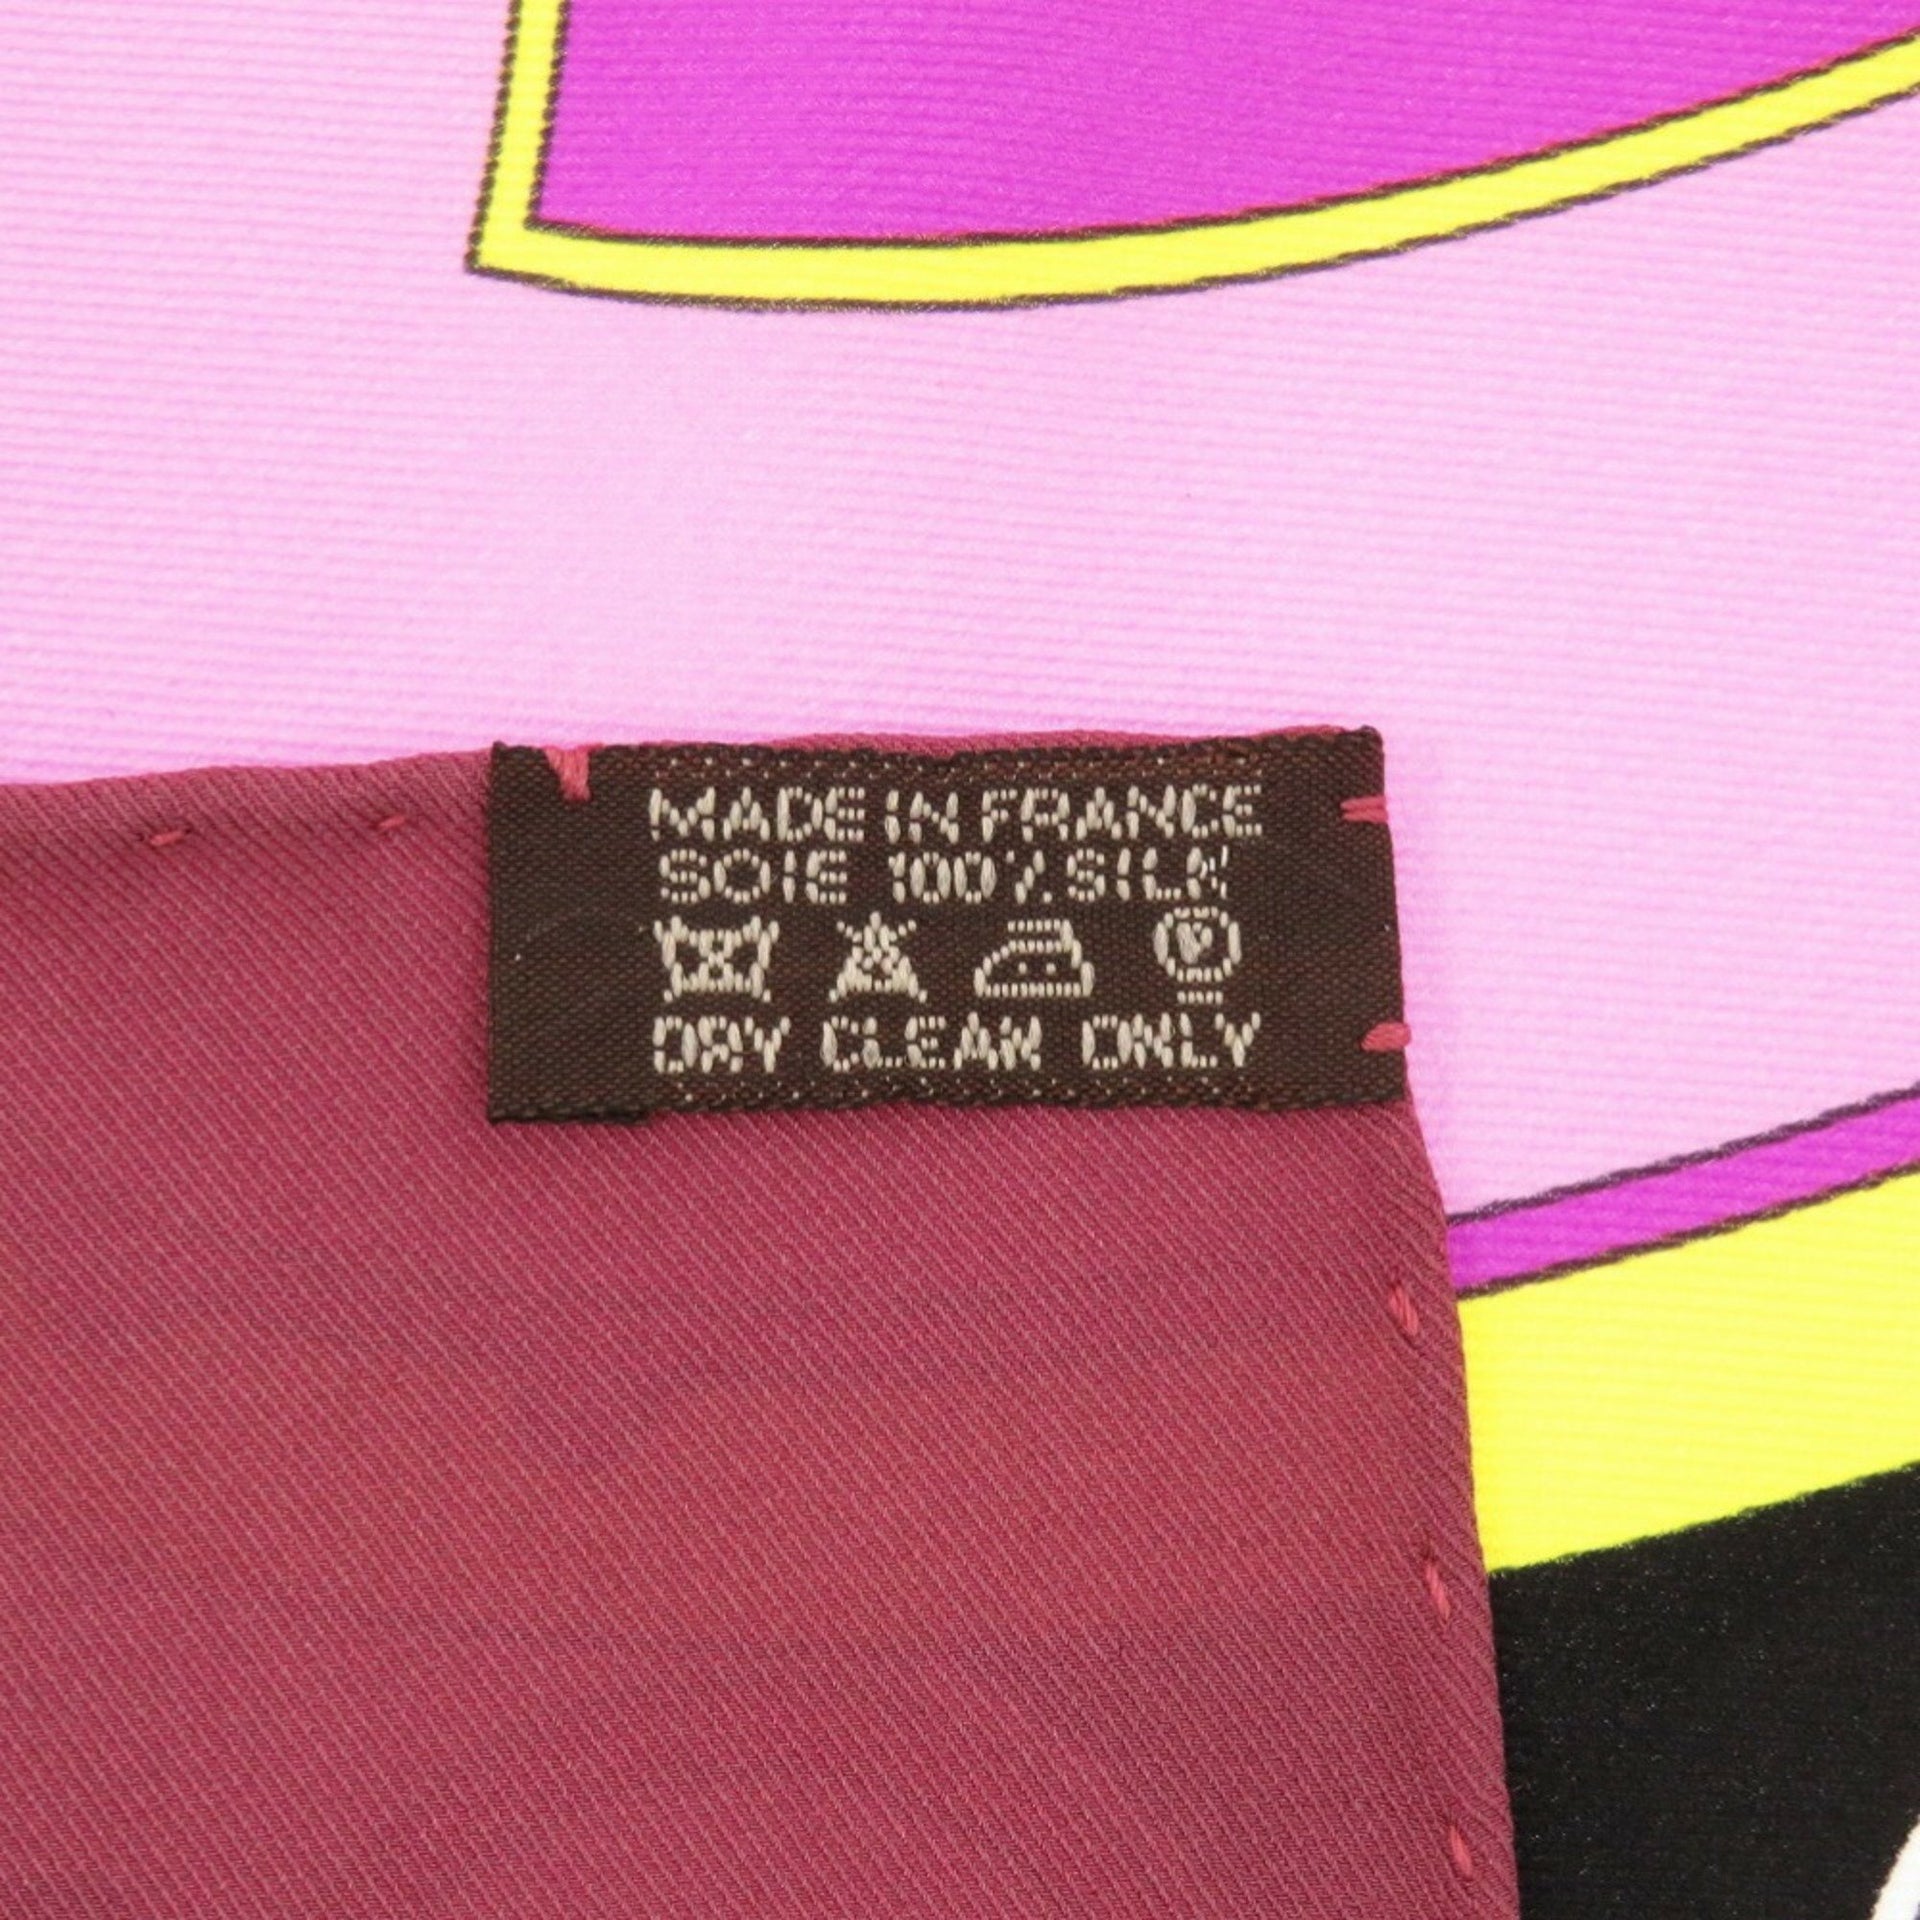 MADE IN FRANCE
SOIE 100% SILK
P
DRY CLEAN ONLY